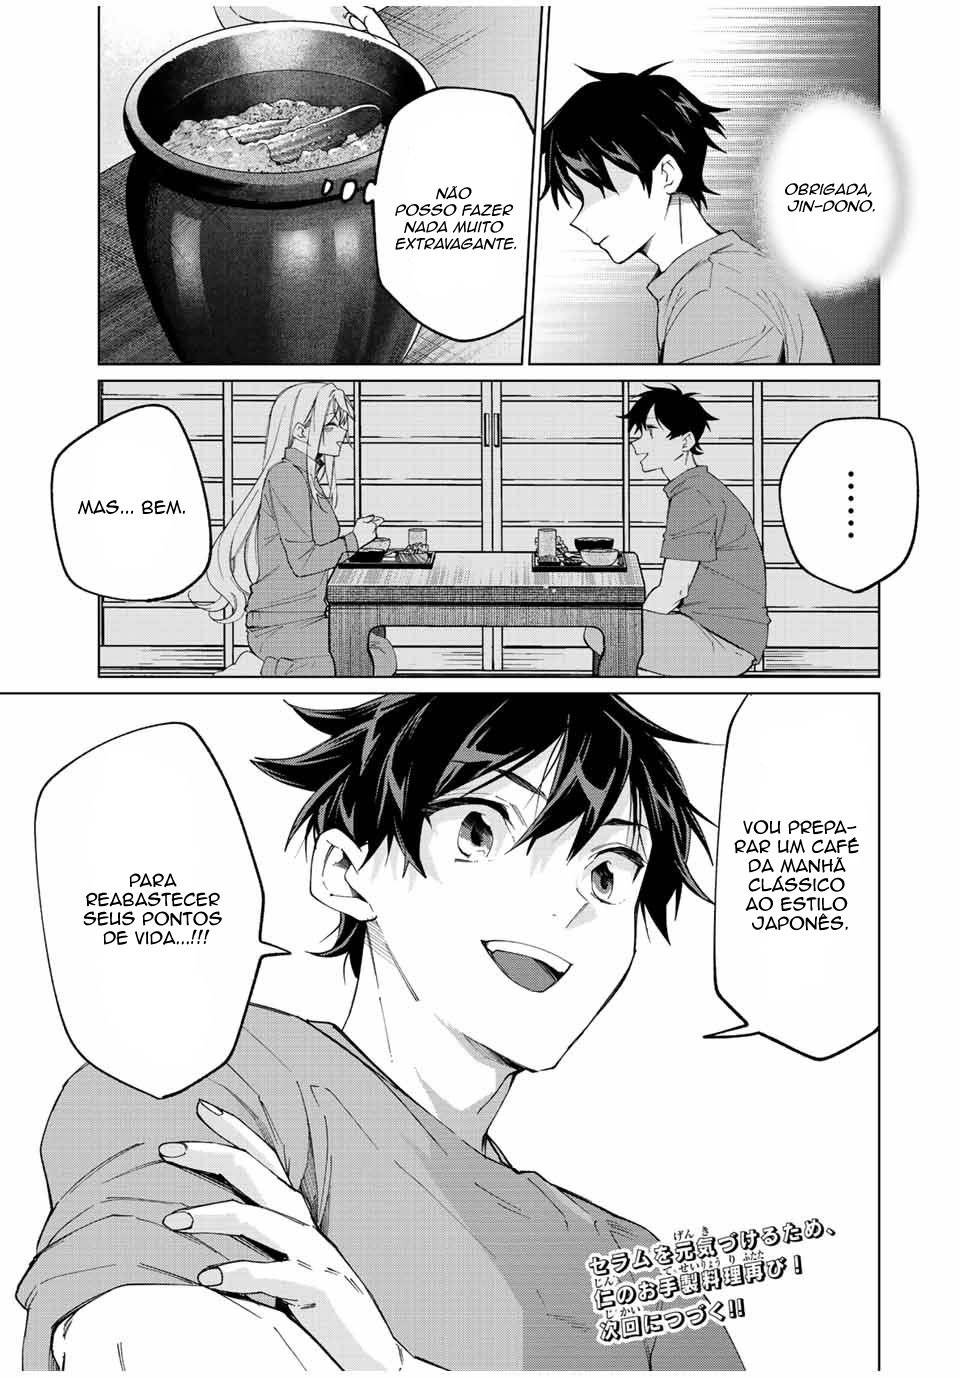 OBRIGADA,
JIN-DONO.
NÃO
POSSO FAZER
NADA MUITO
EXTRAVAGANTE.
......
MAS... BEM.
VOU PREPA-
RAR UM CAFÉ
DA MANHÃ
CLÁSSICO
AO ESTILO
JAPONÊS.
PARA
REABASTECER
SEUS PONTOS
DE VIDA...!!!
セラムを元気づけるため、
仁のお手製料理再び！
次回につづく!!